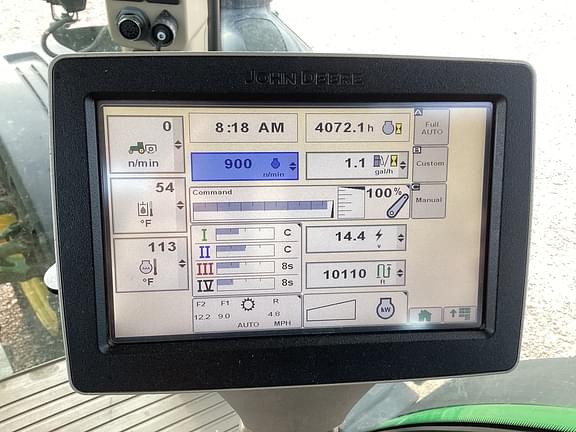 JOHN DEERE
0
n/min
8:18 AM
4072.1 h
Full
AUTO
900
n/min
1.1
gal/h
Custom
54
°F
Command
100%
Manual
113
°F
I C
II C
III 8s
IV 8s
14.4
V
10110
ft
F2 F1 R
12.2 9.0 4.6
AUTO MPH
kW